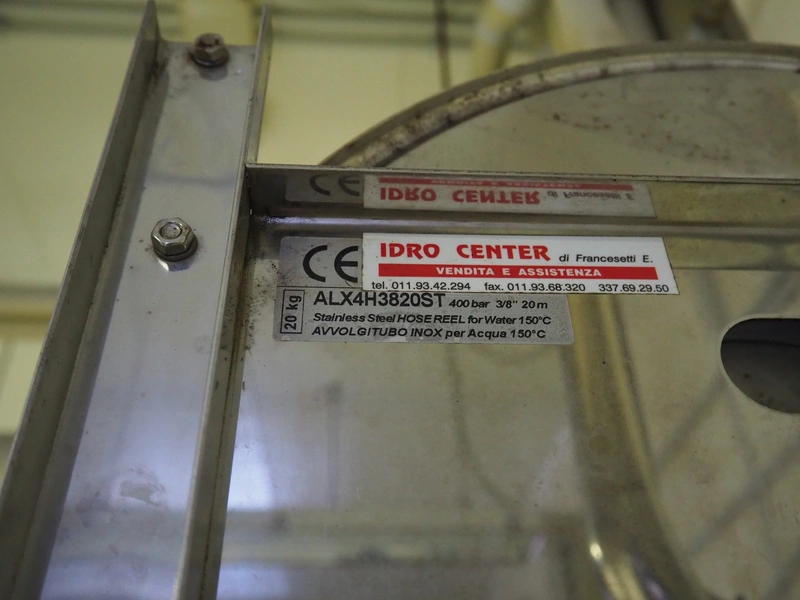 CE
IDRO CENTER di Francesetti E.
IDRO CENTER di Francesetti E.
VENDITA E ASSISTENZA
tel. 011.93.42.294 fax. 011.93.68.320 337.69.29.50
CE
ALX4H3820ST 400 bar 3/8" 20 m
20 kg
Stainless Steel HOSE REEL for Water 150°C
AVVOLGITUBO INOX per Acqua 150°C